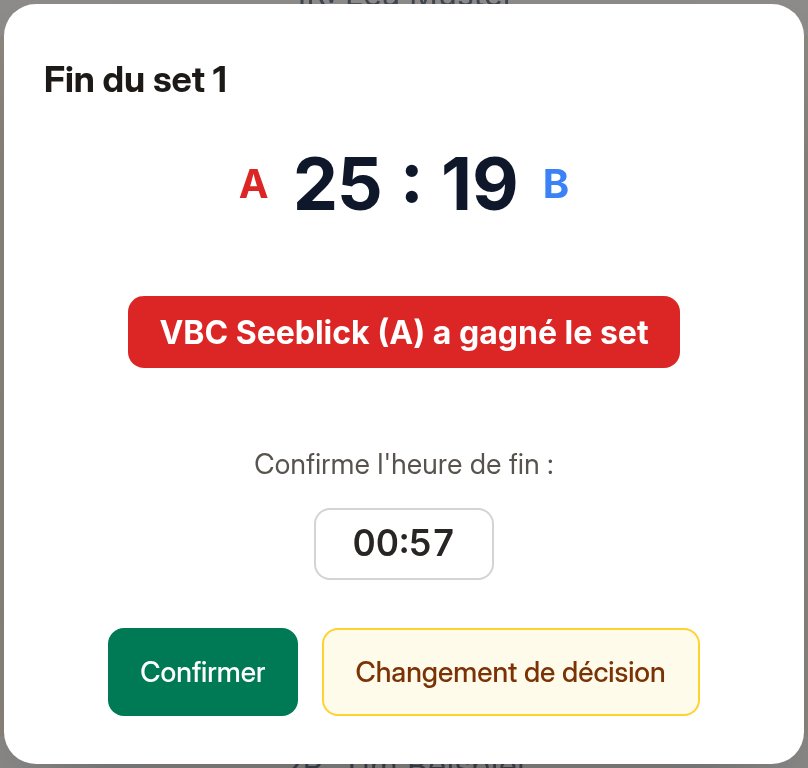 Fin du set 1
A 25 : 19 B
VBC Seeblick (A) a gagné le set
Confirme l'heure de fin :
00:57
Confirmer
Changement de décision